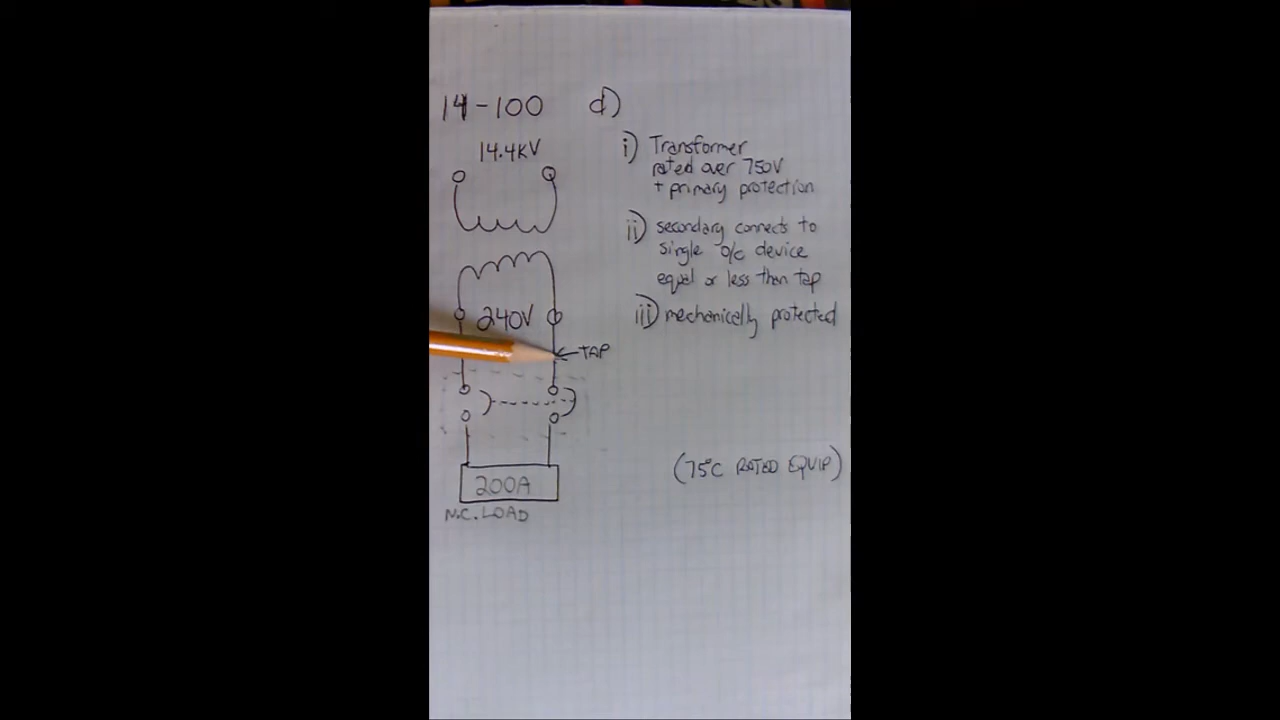 14-100 d)
14.4KV
i) Transformer
rated over 750V
+ primary protection
ii) secondary connects to
single o/c device
equal or less than tap
iii) mechanically protected
240V
TAP
(75°C RATED EQUIP)
200A
N.C. LOAD